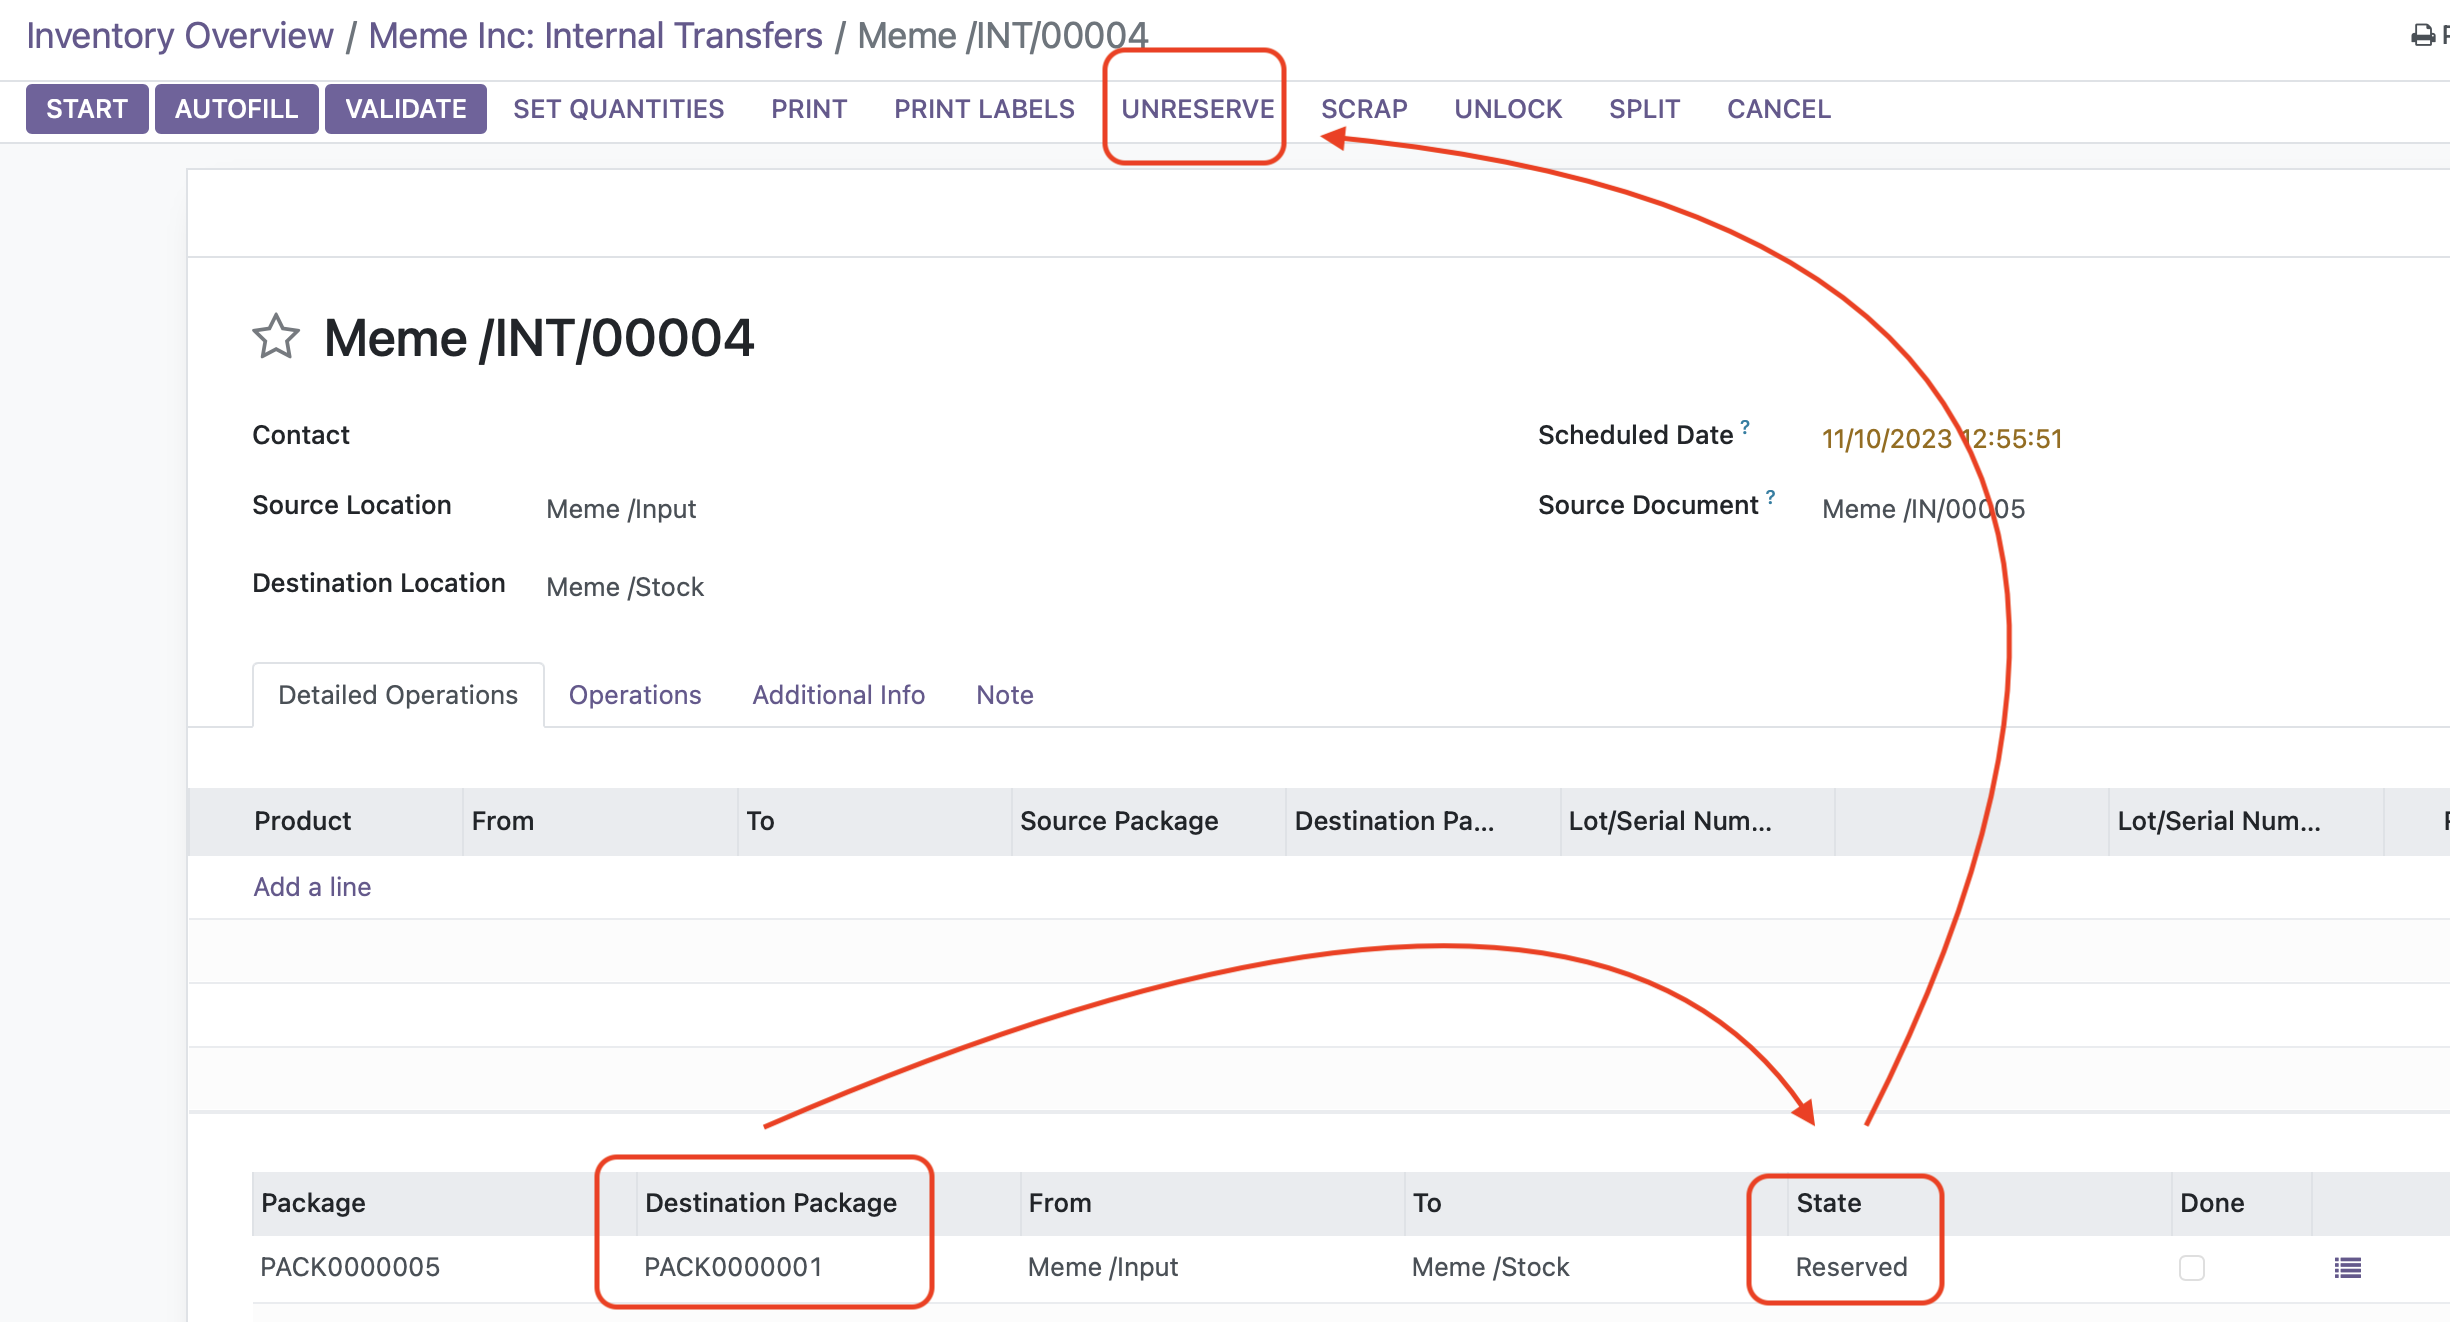 Inventory Overview / Meme Inc: Internal Transfers / Meme /INT/00004
START AUTOFILL VALIDATE SET QUANTITIES PRINT PRINT LABELS UNRESERVE SCRAP UNLOCK SPLIT CANCEL
Meme /INT/00004
Contact
Scheduled Date ? 11/10/2023 12:55:51
Source Location Meme /Input
Source Document ? Meme /IN/00005
Destination Location Meme /Stock
Detailed Operations Operations Additional Info Note
Product From To Source Package Destination Pa... Lot/Serial Num... Lot/Serial Num...
Add a line
Package Destination Package From To State Done
PACK0000005 PACK0000001 Meme /Input Meme /Stock Reserved